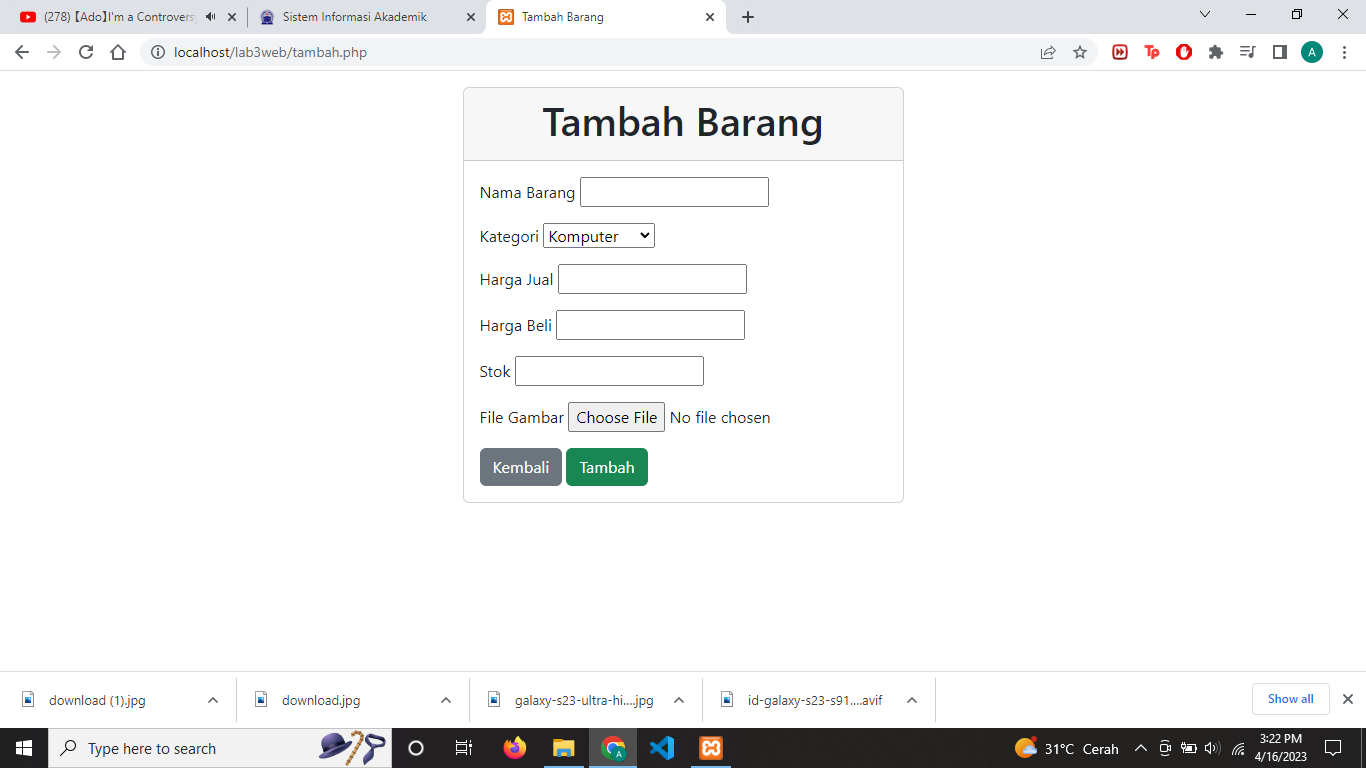 (278) 【Ado】I'm a Controvers
Sistem Informasi Akademik
Tambah Barang
localhost/lab3web/tambah.php
Tp
A
Tambah Barang
Nama Barang
Kategori Komputer
Harga Jual
Harga Beli
Stok
File Gambar Choose File No file chosen
Kembali Tambah
download (1).jpg
download.jpg
galaxy-s23-ultra-hi....jpg
id-galaxy-s23-s91....avif
Show all
Type here to search
A
31°C Cerah
3:22 PM
4/16/2023